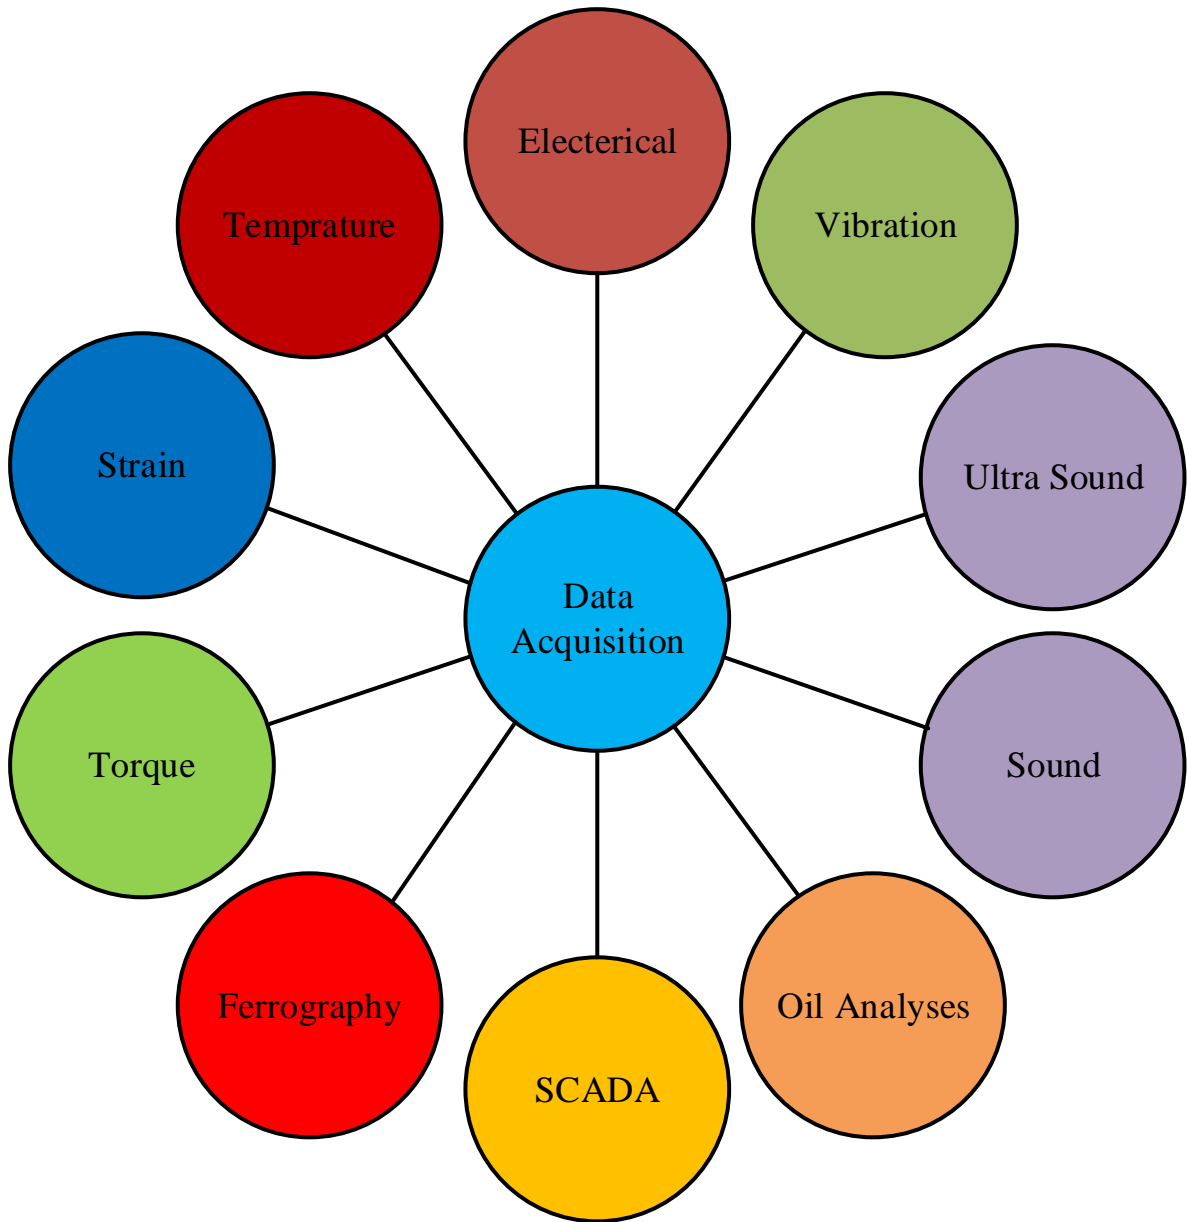 Electerical
Temprature
Vibration
Strain
Ultra Sound
Data
Acquisition
Torque
Sound
Ferrography
Oil Analyses
SCADA